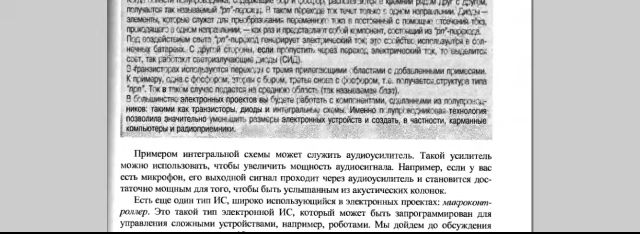 получается так называемый "pn"-переход. В таком переходе ток течет только в одном направлении. Диоды —
элементы, которые служат для преобразования переменного тока в постоянный с помощью протекания тока,
проходящего в одном направлении, — как раз и представляют собой компонент, состоящий из "pn"-перехода.
Под воздействием света "pn"-переход генерирует электрический ток; это свойство используется в сол-
нечных батареях. С другой стороны, если пропустить через переход электрический ток, то выделится
свет, так работают светоизлучающие диоды (СИД).
В транзисторах используются переходы с тремя прилегающими областями с добавленными примесями.
К примеру, одна с фосфором, вторая с бором, третья снова с фосфором, т.е. получается структура типа
"npn". Ток в таком случае подается на среднюю область (так называемая база).
В большинстве электронных проектов вы будете работать с компонентами, сделанными из полупровод-
ников: такими как транзисторы, диоды и интегральные схемы. Именно полупроводниковая технология
позволила значительно уменьшить размеры электронных устройств и создать, в частности, карманные
компьютеры и радиоприемники.
Примером интегральной схемы может служить аудиоусилитель. Такой усилитель
можно использовать, чтобы увеличить мощность аудиосигнала. Например, если у вас
есть микрофон, его выходной сигнал проходит через аудиоусилитель и становится дос-
таточно мощным для того, чтобы быть услышанным из акустических колонок.
Есть еще один тип ИС, широко использующийся в электронных проектах: микроконт-
роллер. Это такой тип электронной ИС, который может быть запрограммирован для
управления сложными устройствами, например, роботами. Мы дойдем до обсуждения